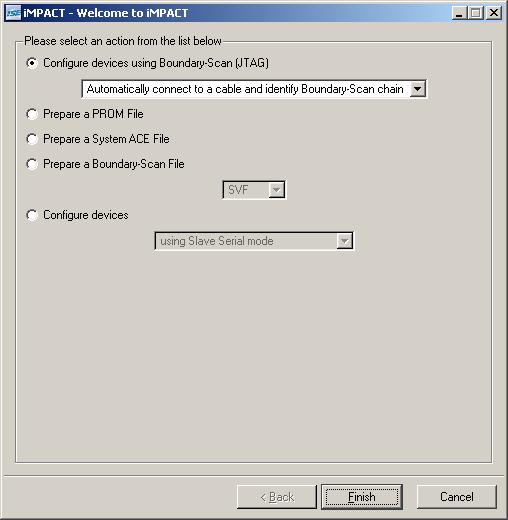 iMPACT - Welcome to iMPACT
Please select an action from the list below
Configure devices using Boundary-Scan (JTAG)
Automatically connect to a cable and identify Boundary-Scan chain
Prepare a PROM File
Prepare a System ACE File
Prepare a Boundary-Scan File
SVF
Configure devices
using Slave Serial mode
< Back
Finish
Cancel